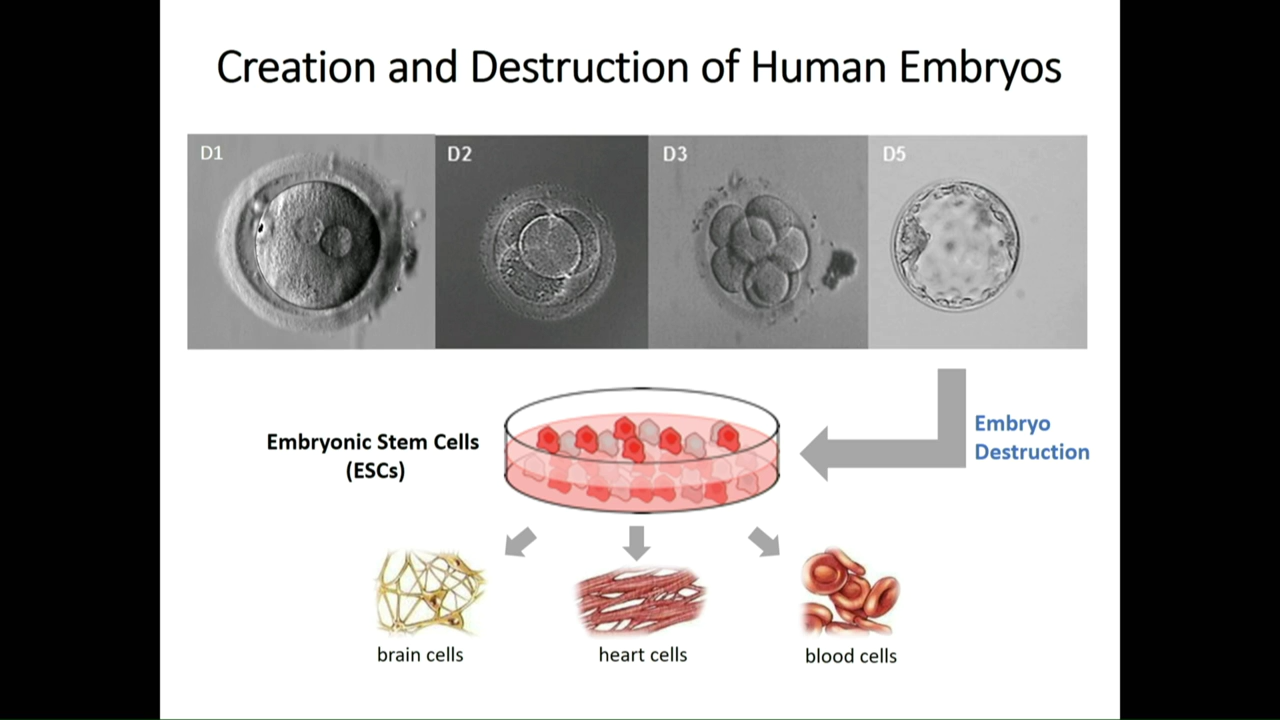 Creation and Destruction of Human Embryos
D1
D2
D3
D5
Embryo
Destruction
Embryonic Stem Cells
(ESCs)
brain cells
heart cells
blood cells